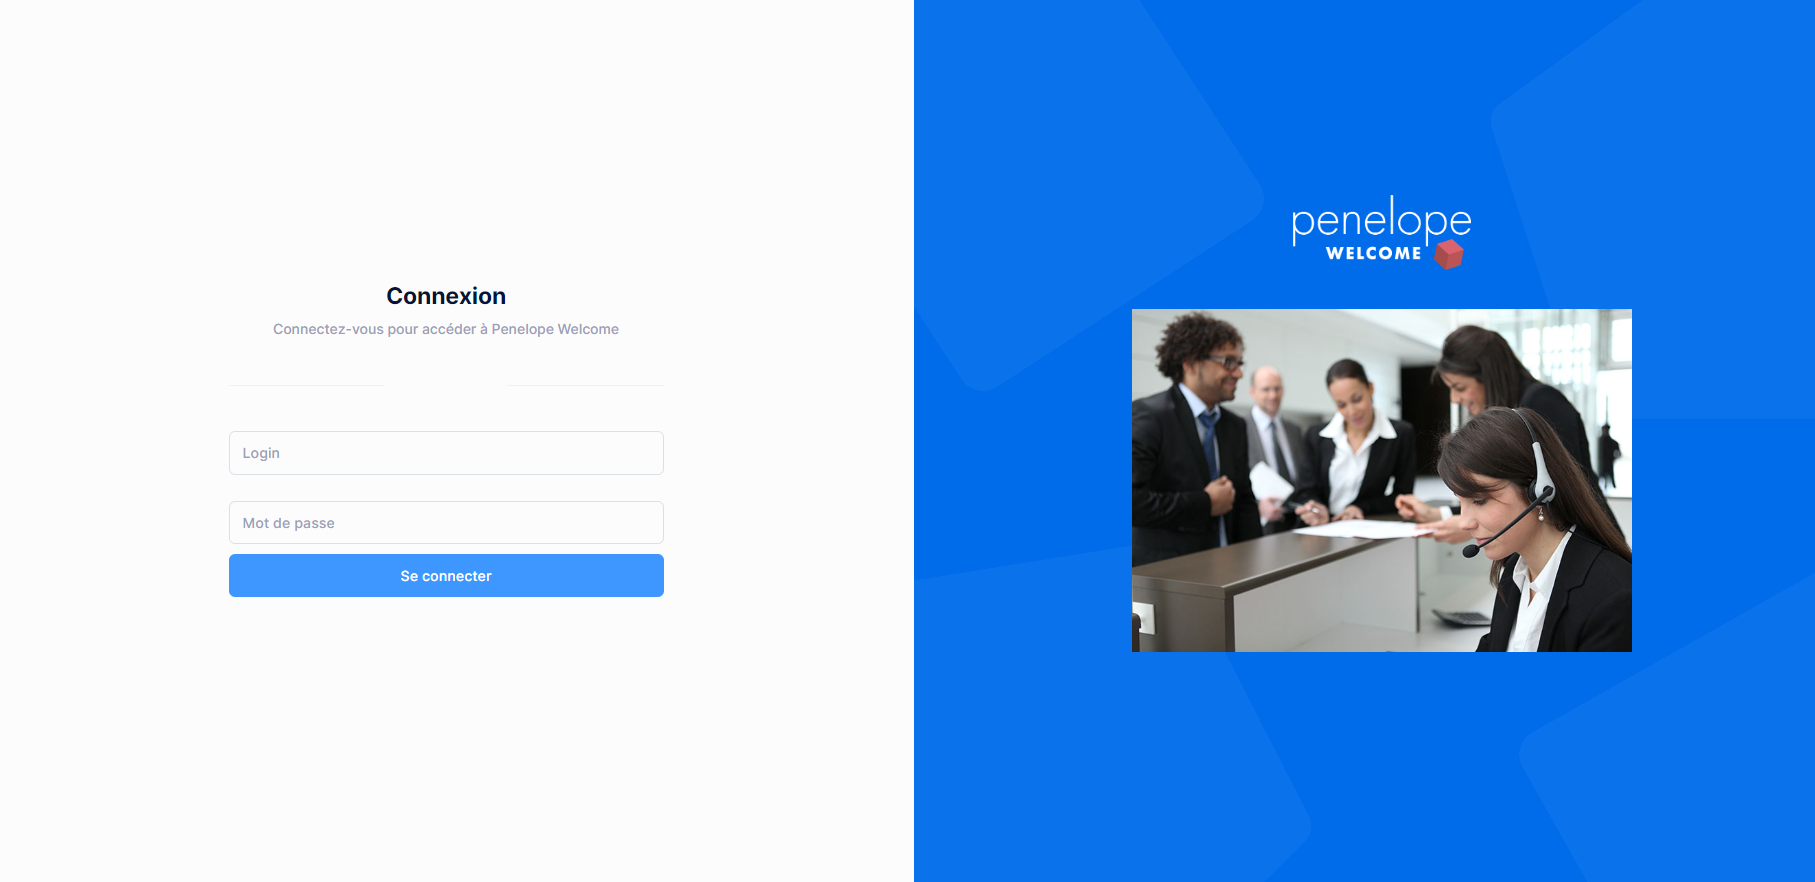 Connexion
Connectez-vous pour accéder à Penelope Welcome
Login
Mot de passe
Se connecter
penelope
WELCOME